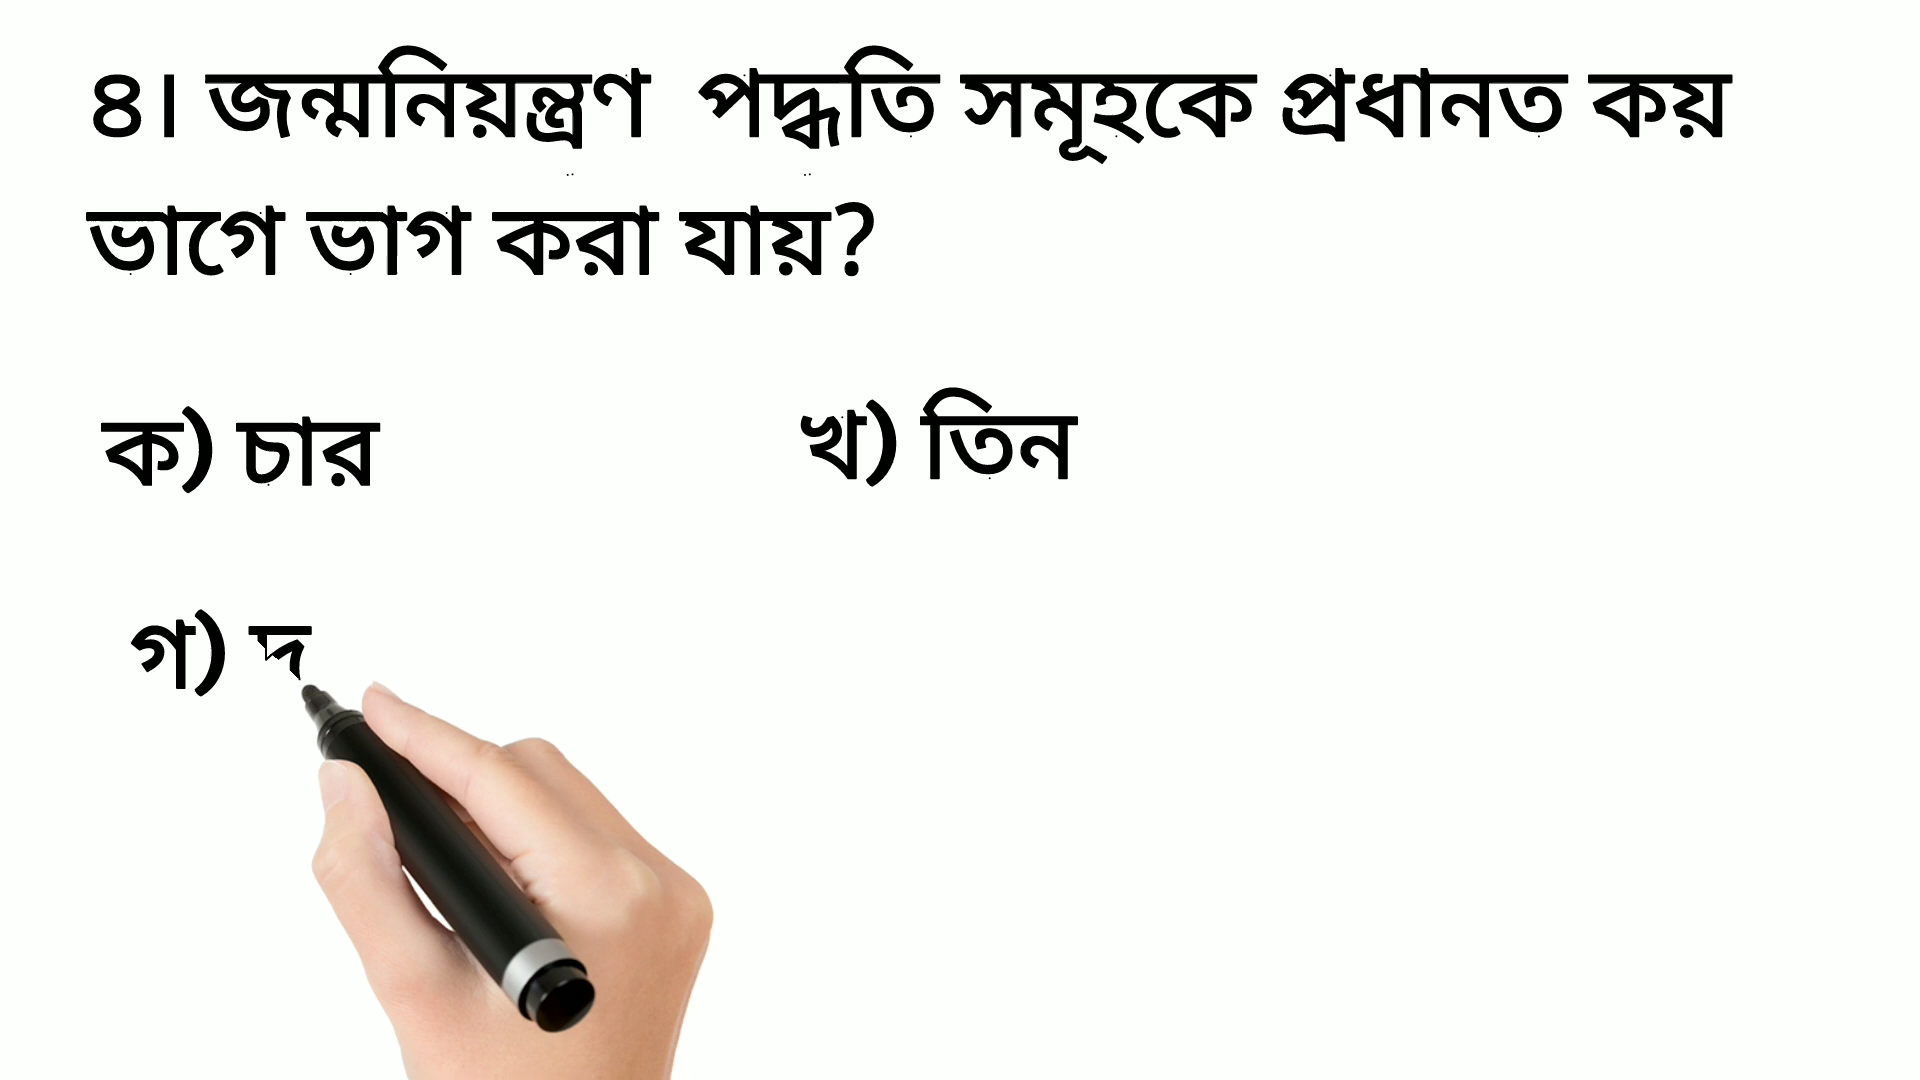 ৪। জন্মনিয়ন্ত্রণ পদ্ধতি সমূহকে প্রধানত কয়
ভাগে ভাগ করা যায়?
ক) চার
খ) তিন
গ)